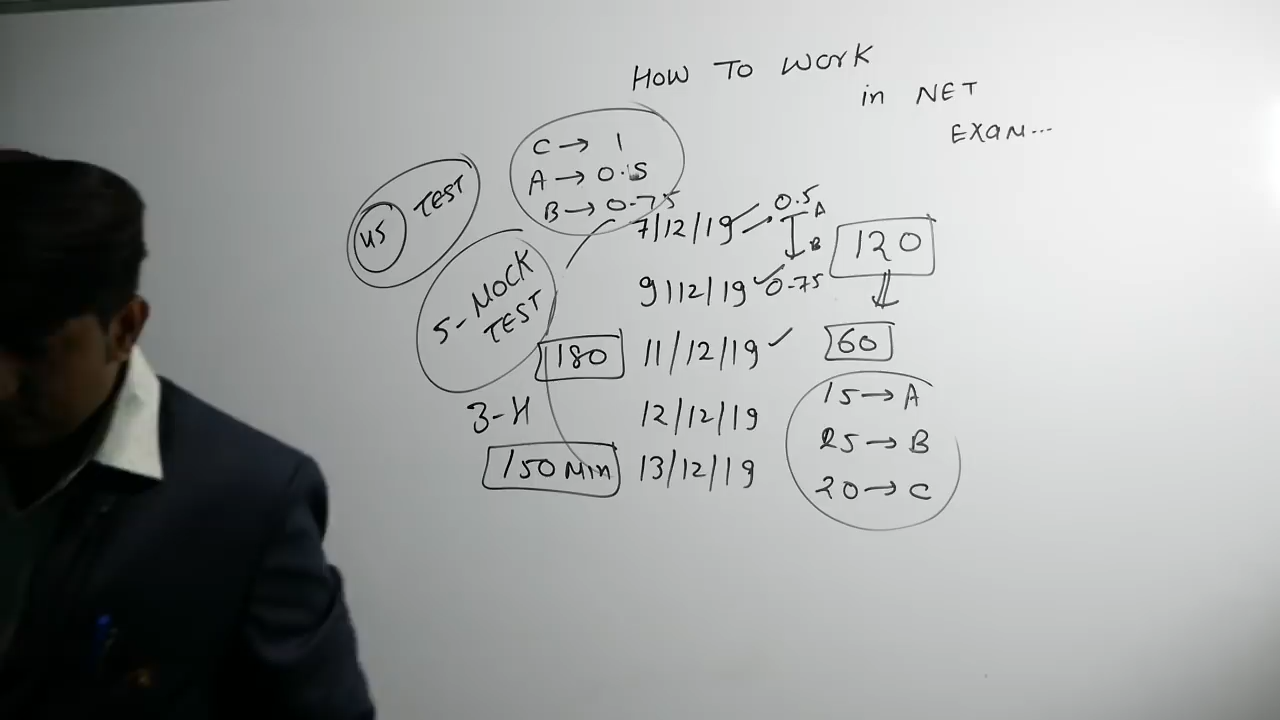 HOW TO WORK
in NET
EXAM...
C → 1
A → 0.5
B → 0.75
45 TEST
5-MOCK
TEST
7/12/19 0.5
A
B
9/12/19 0.75
180 11/12/19
3-H 12/12/19
150 Min 13/12/19
120
60
15 → A
25 → B
20 → C